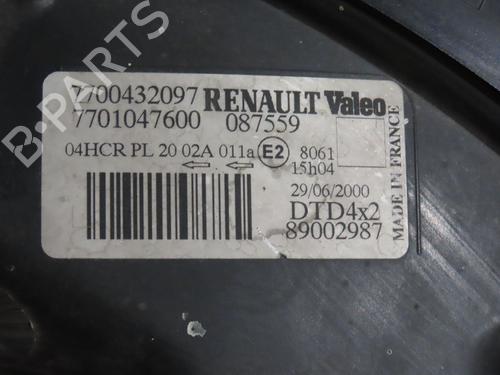 7700432097 RENAULT Valeo
7701047600 087559
04HCR PL 20 02A 011a E2 8061
15h04
29/06/2000
DTD4x2
89002987
MADE IN FRANCE